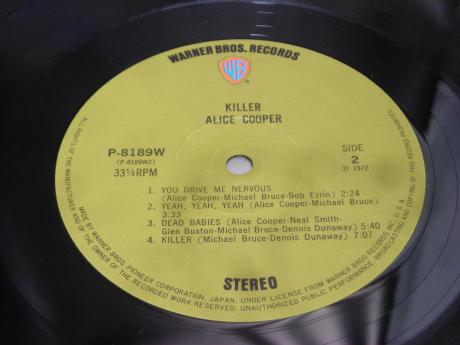 WARNER BROS. RECORDS
WB
KILLER
ALICE COOPER
P-8189W
(P-8189W2)
33⅓RPM
SIDE
2
℗ 1972
1. YOU DRIVE ME NERVOUS
(Alice Cooper-Michael Bruce-Bob Ezrin) 2:24
2. YEAH, YEAH, YEAH (Alice Cooper-Michael Bruce)
3:33
3. DEAD BABIES (Alice Cooper-Neal Smith-
Glen Buxton-Michael Bruce-Dennis Dunaway) 5:40
4. KILLER (Michael Bruce-Dennis Dunaway) 7:07
STEREO
ALL RIGHTS OF THE MANUFACTURER AND OF THE OWNER OF THE RECORDED WORK RESERVED. UNAUTHORIZED PUBLIC PERFORMANCE, BROADCASTING AND COPYING OF THIS RECORD PROHIBITED.
MADE BY WARNER BROS. PIONEER CORPORATION, JAPAN, UNDER LICENSE FROM WARNER BROS. RECORDS INC., U.S.A.